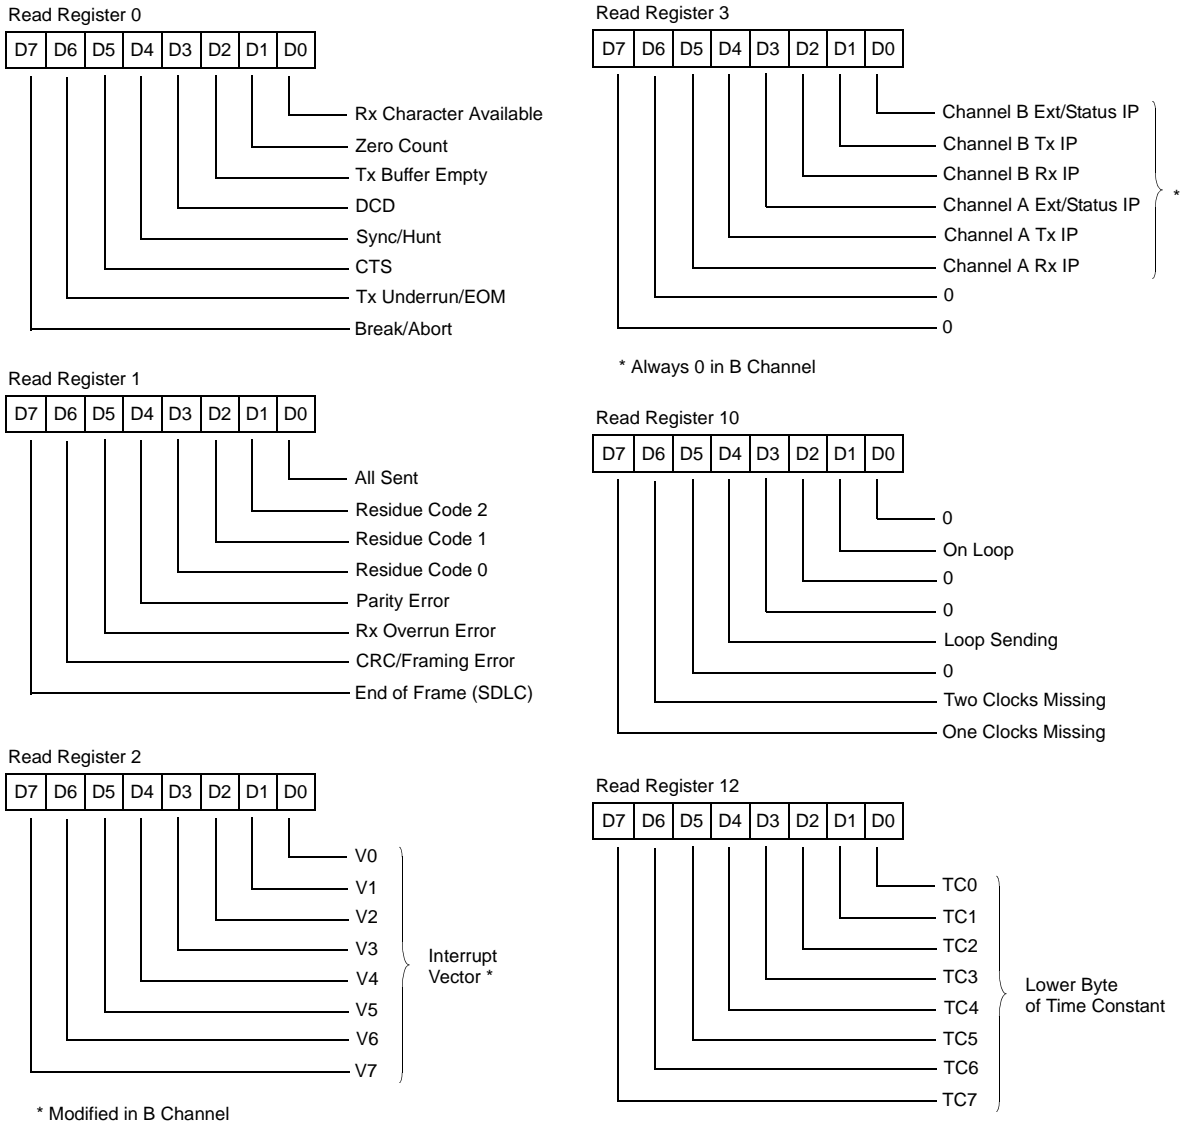 Read Register 0
D7 D6 D5 D4 D3 D2 D1 D0
Rx Character Available
Zero Count
Tx Buffer Empty
DCD
Sync/Hunt
CTS
Tx Underrun/EOM
Break/Abort
Read Register 1
D7 D6 D5 D4 D3 D2 D1 D0
All Sent
Residue Code 2
Residue Code 1
Residue Code 0
Parity Error
Rx Overrun Error
CRC/Framing Error
End of Frame (SDLC)
Read Register 2
D7 D6 D5 D4 D3 D2 D1 D0
V0
V1
V2
V3
V4
V5
V6
V7
Interrupt
Vector *
* Modified in B Channel
Read Register 3
D7 D6 D5 D4 D3 D2 D1 D0
Channel B Ext/Status IP
Channel B Tx IP
Channel B Rx IP
Channel A Ext/Status IP
Channel A Tx IP
Channel A Rx IP
0
0
*
* Always 0 in B Channel
Read Register 10
D7 D6 D5 D4 D3 D2 D1 D0
0
On Loop
0
0
Loop Sending
0
Two Clocks Missing
One Clocks Missing
Read Register 12
D7 D6 D5 D4 D3 D2 D1 D0
TC0
TC1
TC2
TC3
TC4
TC5
TC6
TC7
Lower Byte
of Time Constant